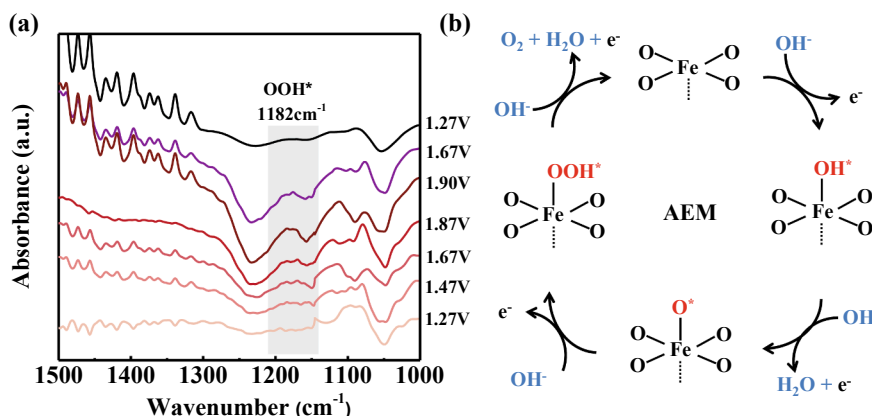 (a)
OOH*
1182cm⁻¹
1.27V
1.67V
1.90V
1.87V
1.67V
1.47V
1.27V
Absorbance (a.u.)
1500 1400 1300 1200 1100 1000
Wavenumber (cm⁻¹)
(b)
O₂ + H₂O + e⁻
OH⁻
O O
Fe
O O
OH⁻
e⁻
OOH*
O O
Fe
O O
AEM
OH*
O O
Fe
O O
e⁻
OH⁻
O*
O O
Fe
O O
OH
H₂O + e⁻